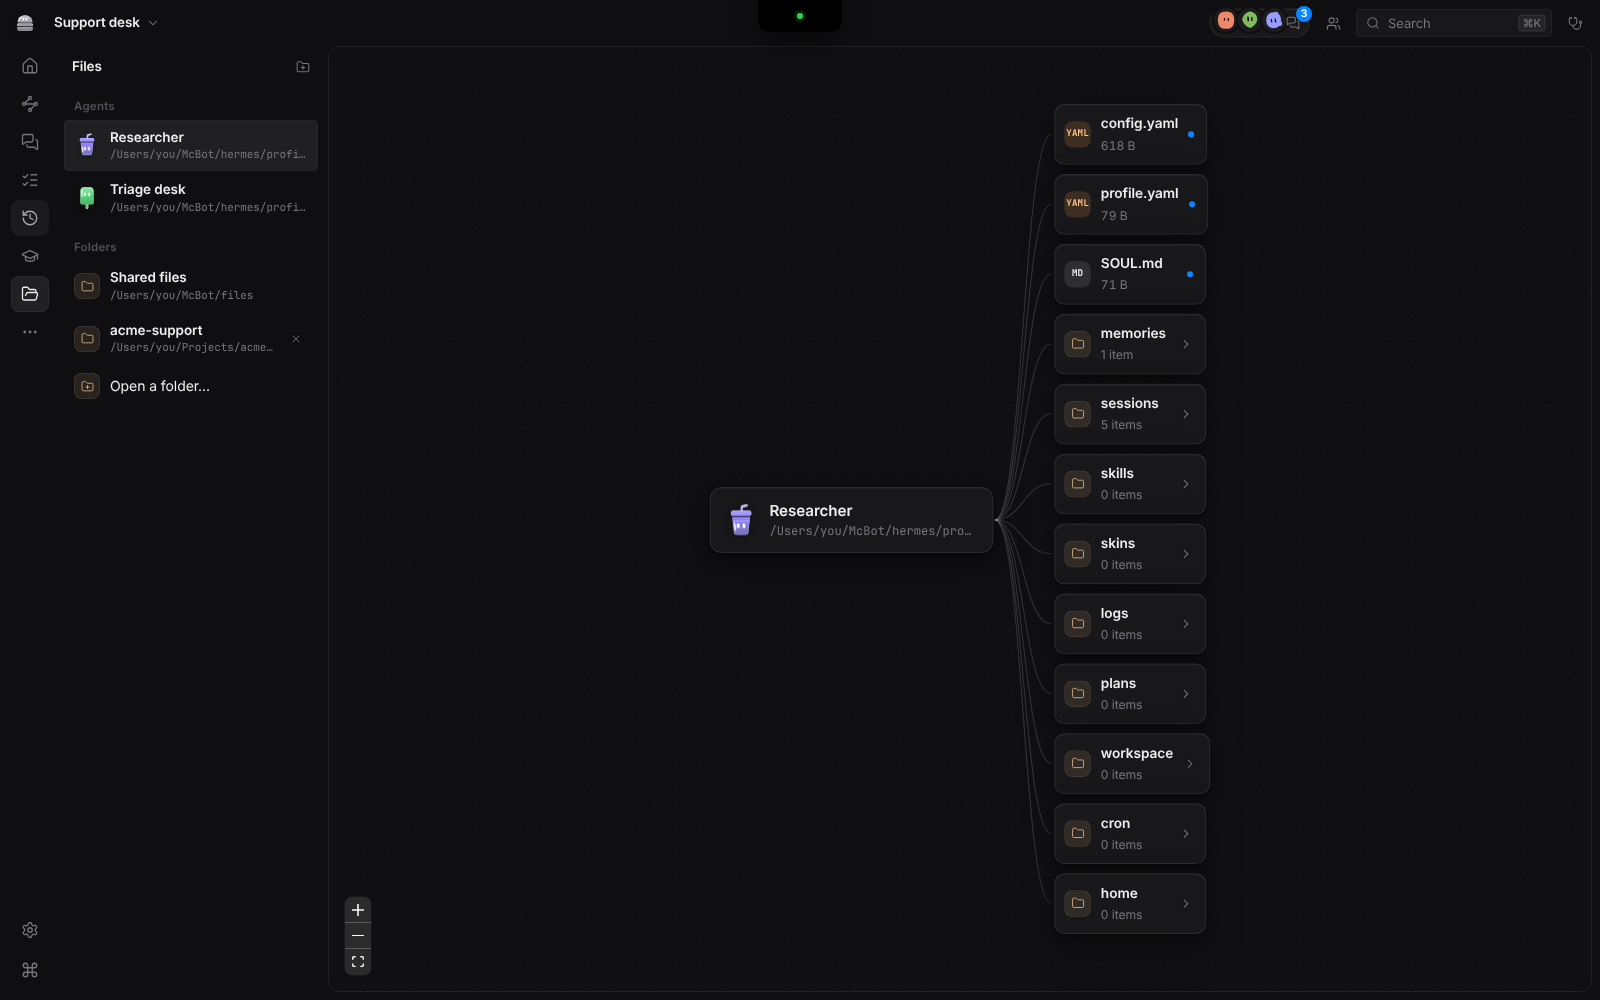 Support desk
3
Search
⌘K
Files
Agents
Researcher
/Users/you/McBot/hermes/profi…
Triage desk
/Users/you/McBot/hermes/profi…
Folders
Shared files
/Users/you/McBot/files
acme-support
/Users/you/Projects/acme…
Open a folder...
Researcher
/Users/you/McBot/hermes/pro…
YAML
config.yaml
618 B
YAML
profile.yaml
79 B
MD
SOUL.md
71 B
memories
1 item
sessions
5 items
skills
0 items
skins
0 items
logs
0 items
plans
0 items
workspace
0 items
cron
0 items
home
0 items